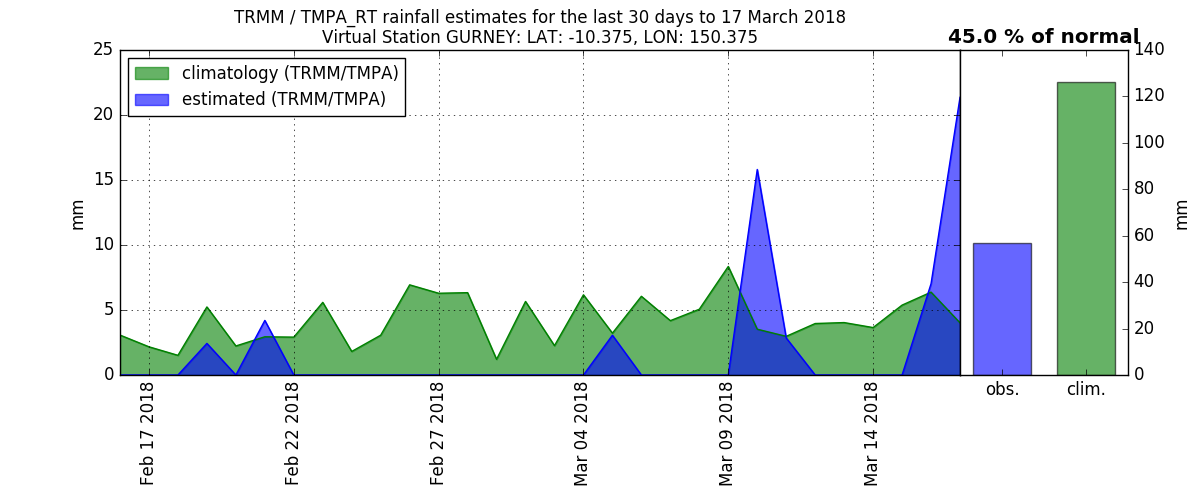 TRMM / TMPA_RT rainfall estimates for the last 30 days to 17 March 2018
Virtual Station GURNEY: LAT: -10.375, LON: 150.375
45.0 % of normal
climatology (TRMM/TMPA)
estimated (TRMM/TMPA)
25
20
15
10
5
0
mm
140
120
100
80
60
40
20
0
mm
obs.
clim.
Feb 17 2018
Feb 22 2018
Feb 27 2018
Mar 04 2018
Mar 09 2018
Mar 14 2018